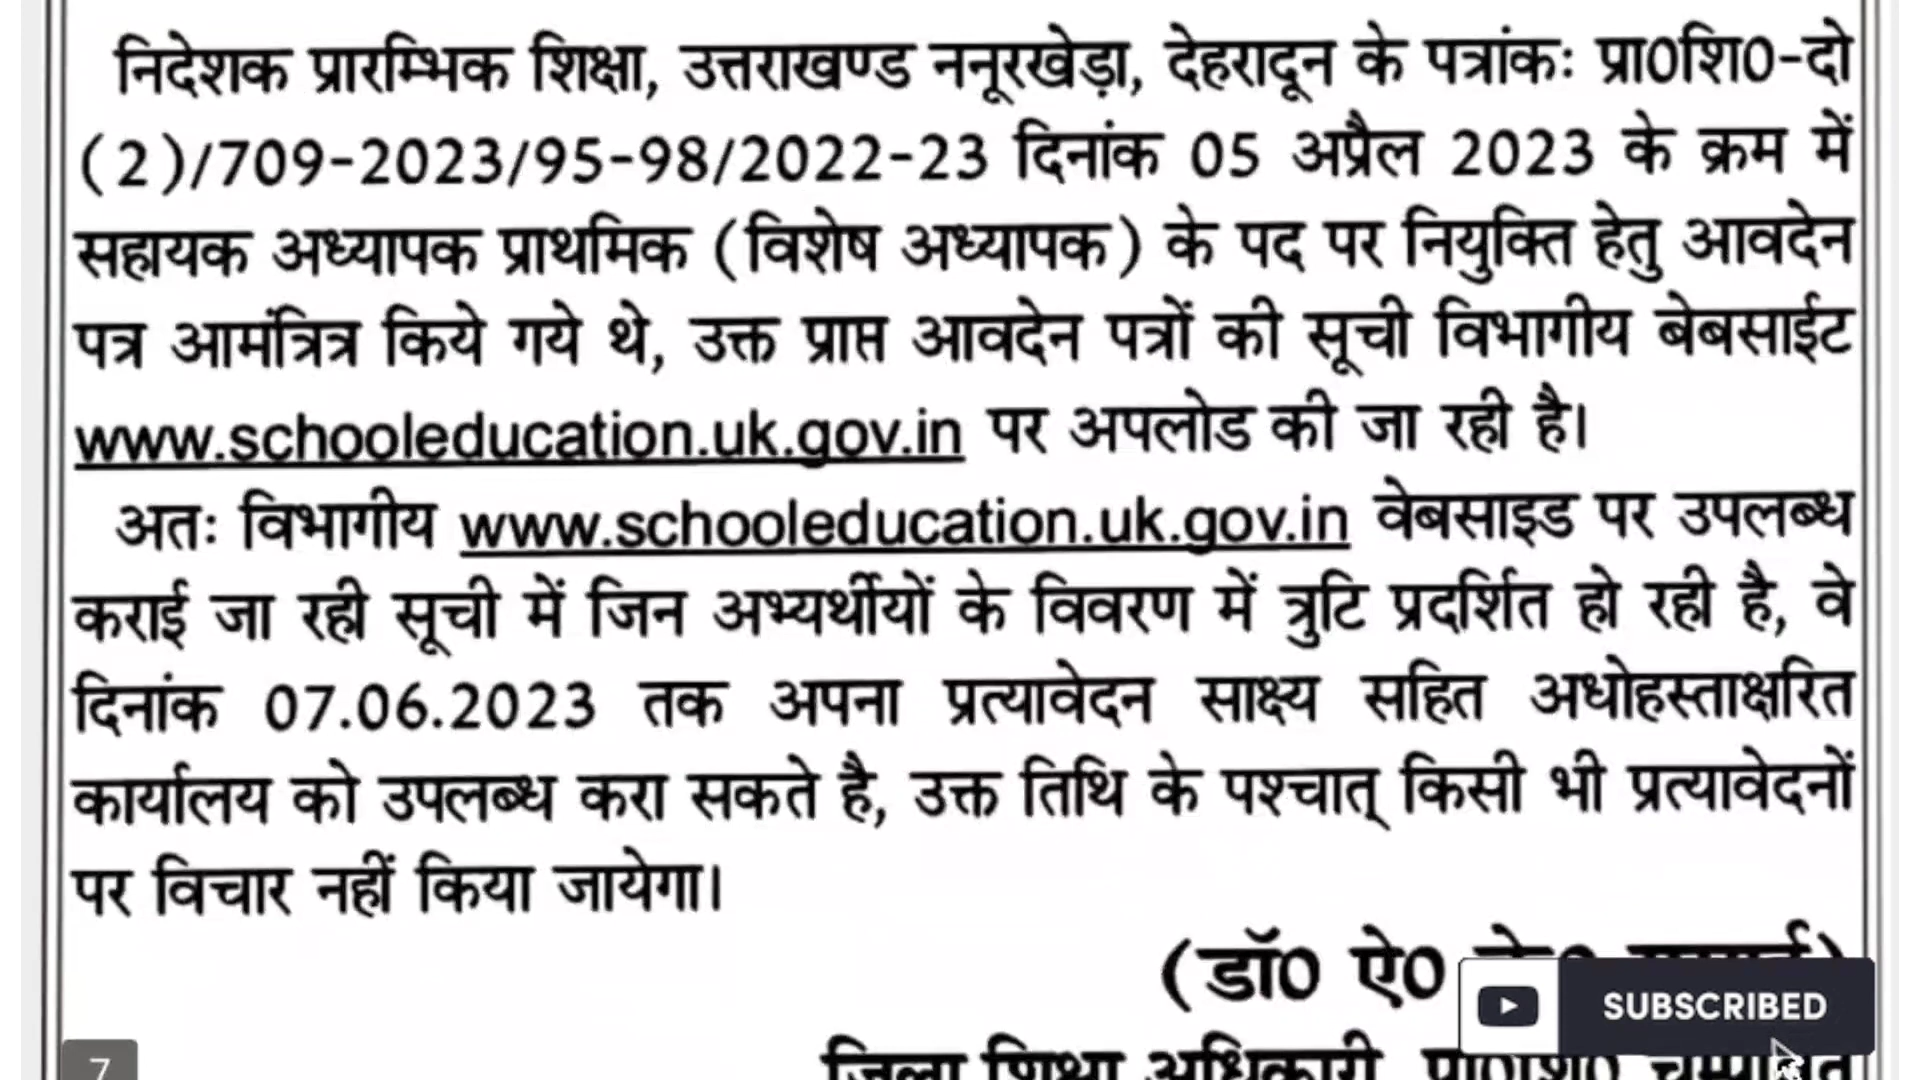 निदेशक प्रारम्भिक शिक्षा, उत्तराखण्ड ननूरखेड़ा, देहरादून के पत्रांकः प्रा0शि0-दो
(2)/709-2023/95-98/2022-23 दिनांक 05 अप्रैल 2023 के क्रम में
सहायक अध्यापक प्राथमिक (विशेष अध्यापक) के पद पर नियुक्ति हेतु आवदेन
पत्र आमंत्रित्र किये गये थे, उक्त प्राप्त आवदेन पत्रों की सूची विभागीय बेबसाईट
www.schooleducation.uk.gov.in पर अपलोड की जा रही है।
अतः विभागीय www.schooleducation.uk.gov.in वेबसाइड पर उपलब्ध
कराई जा रही सूची में जिन अभ्यर्थीयों के विवरण में त्रुटि प्रदर्शित हो रही है, वे
दिनांक 07.06.2023 तक अपना प्रत्यावेदन साक्ष्य सहित अधोहस्ताक्षरित
कार्यालय को उपलब्ध करा सकते है, उक्त तिथि के पश्चात् किसी भी प्रत्यावेदनों
पर विचार नहीं किया जायेगा।
(डॉ0 ऐ0
SUBSCRIBED
जिला शिक्षा अधिकारी
7